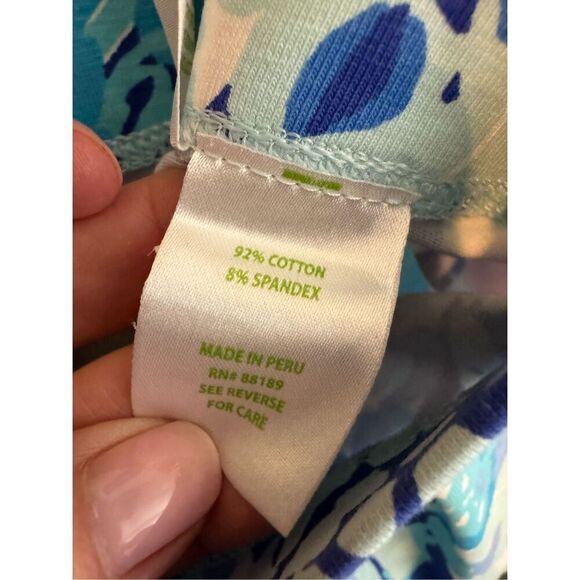 92% COTTON
8% SPANDEX
MADE IN PERU
RN# 88189
SEE REVERSE
FOR CARE